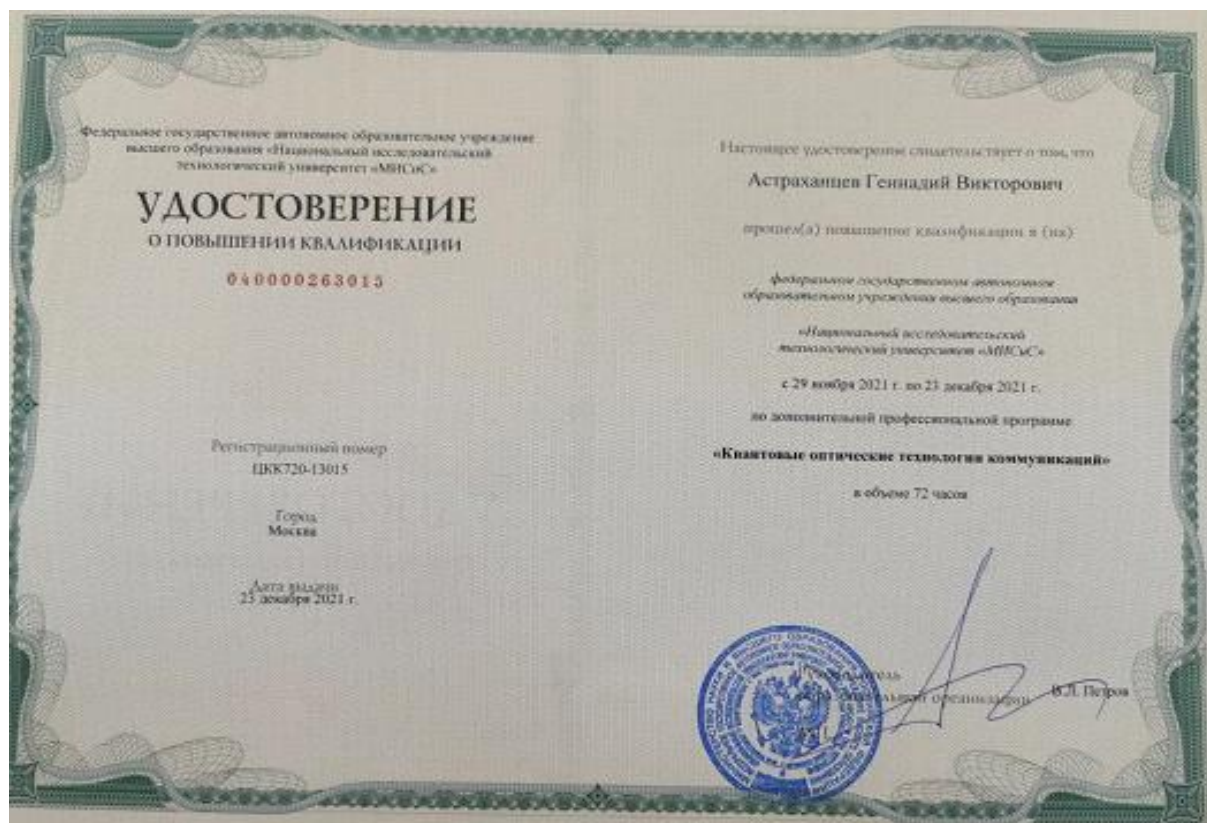 Федеральное государственное автономное образовательное учреждение
высшего образования «Национальный исследовательский
технологический университет «МИСиС»
УДОСТОВЕРЕНИЕ
О ПОВЫШЕНИИ КВАЛИФИКАЦИИ
040000263015
Регистрационный номер
ЦКК720-13015
Город
Москва
Дата выдачи
23 декабря 2021 г.
Настоящее удостоверение свидетельствует о том, что
Астраханцев Геннадий Викторович
прошел(а) повышение квалификации в (на)
федеральном государственном автономном
образовательном учреждении высшего образования
«Национальный исследовательский
технологический университет «МИСиС»
с 29 ноября 2021 г. по 23 декабря 2021 г.
по дополнительной профессиональной программе
«Квантовые оптические технологии коммуникаций»
в объеме 72 часов
Руководитель
образовательной организации
В.Л. Петров